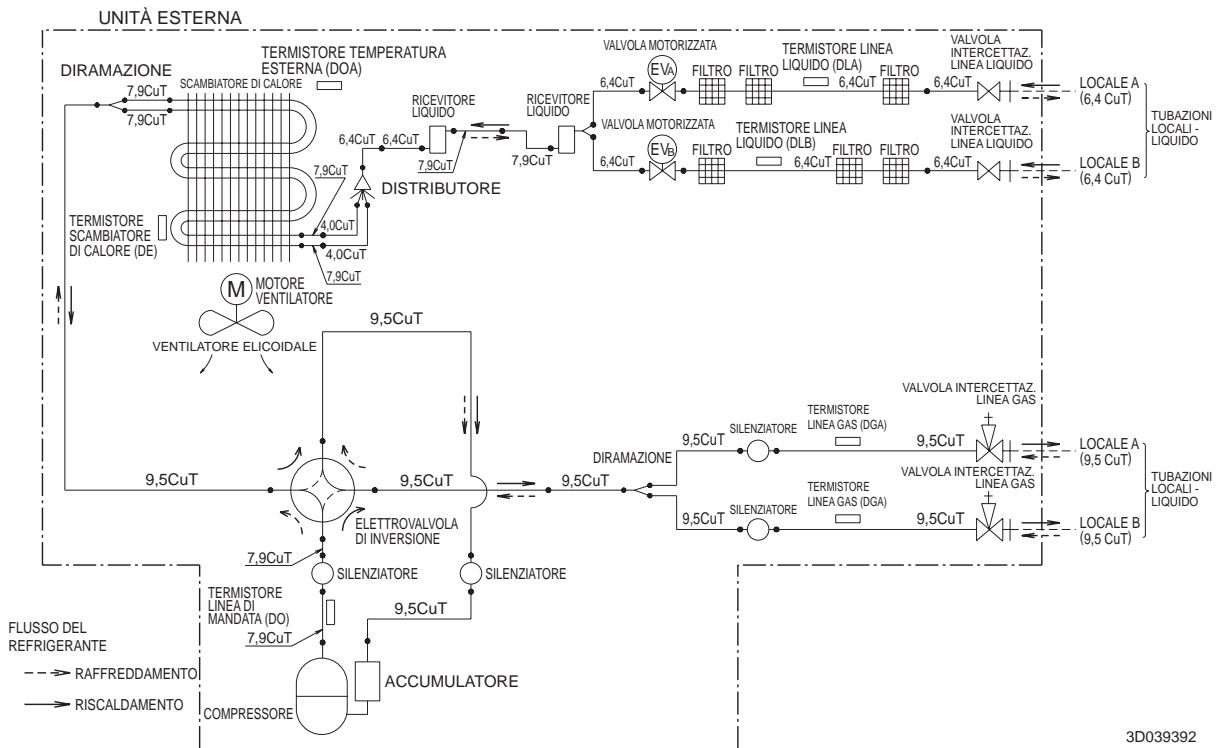 UNITÀ ESTERNA
TERMISTORE TEMPERATURA
ESTERNA (DOA)
DIRAMAZIONE
7,9CuT
7,9CuT
SCAMBIATORE DI CALORE
RICEVITORE
LIQUIDO
RICEVITORE
LIQUIDO
6,4CuT
6,4CuT
7,9CuT
7,9CuT
DISTRIBUTORE
7,9CuT
4,0CuT
4,0CuT
7,9CuT
TERMISTORE
SCAMBIATORE
DI CALORE (DE)
M
MOTORE
VENTILATORE
VENTILATORE ELICOIDALE
VALVOLA MOTORIZZATA
EVA
6,4CuT
FILTRO
FILTRO
TERMISTORE LINEA
LIQUIDO (DLA)
6,4CuT
FILTRO
6,4CuT
VALVOLA
INTERCETTAZ.
LINEA LIQUIDO
LOCALE A
(6,4 CuT)
VALVOLA MOTORIZZATA
EVB
6,4CuT
FILTRO
TERMISTORE LINEA
LIQUIDO (DLB)
6,4CuT
FILTRO
FILTRO
6,4CuT
VALVOLA
INTERCETTAZ.
LINEA LIQUIDO
LOCALE B
(6,4 CuT)
TUBAZIONI
LOCALI -
LIQUIDO
9,5CuT
9,5CuT
9,5CuT
9,5CuT
ELETTROVALVOLA
DI INVERSIONE
DIRAMAZIONE
9,5CuT
SILENZIATORE
TERMISTORE
LINEA GAS (DGA)
9,5CuT
VALVOLA INTERCETTAZ.
LINEA GAS
LOCALE A
(9,5 CuT)
9,5CuT
SILENZIATORE
TERMISTORE
LINEA GAS (DGA)
9,5CuT
VALVOLA INTERCETTAZ.
LINEA GAS
LOCALE B
(9,5 CuT)
TUBAZIONI
LOCALI -
LIQUIDO
7,9CuT
SILENZIATORE
SILENZIATORE
TERMISTORE
LINEA DI
MANDATA (DO)
7,9CuT
9,5CuT
ACCUMULATORE
COMPRESSORE
FLUSSO DEL
REFRIGERANTE
RAFFREDDAMENTO
RISCALDAMENTO
3D039392